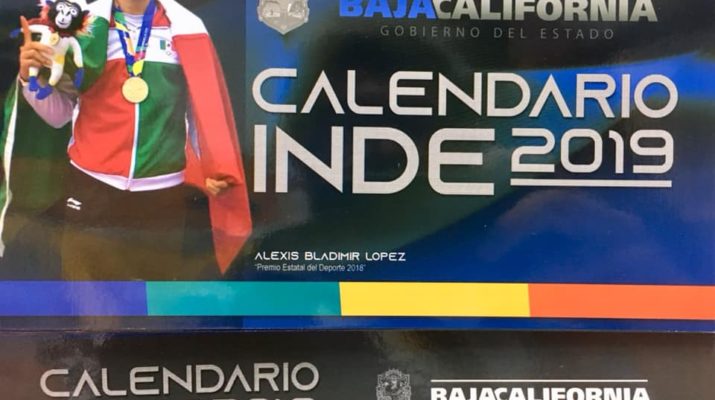 BAJACALIFORNIA
GOBIERNO DEL ESTADO
CALENDARIO
INDE 2019
ALEXIS BLADIMIR LOPEZ
"Premio Estatal del Deporte 2018"
CALENDARIO
BAJACALIFORNIA